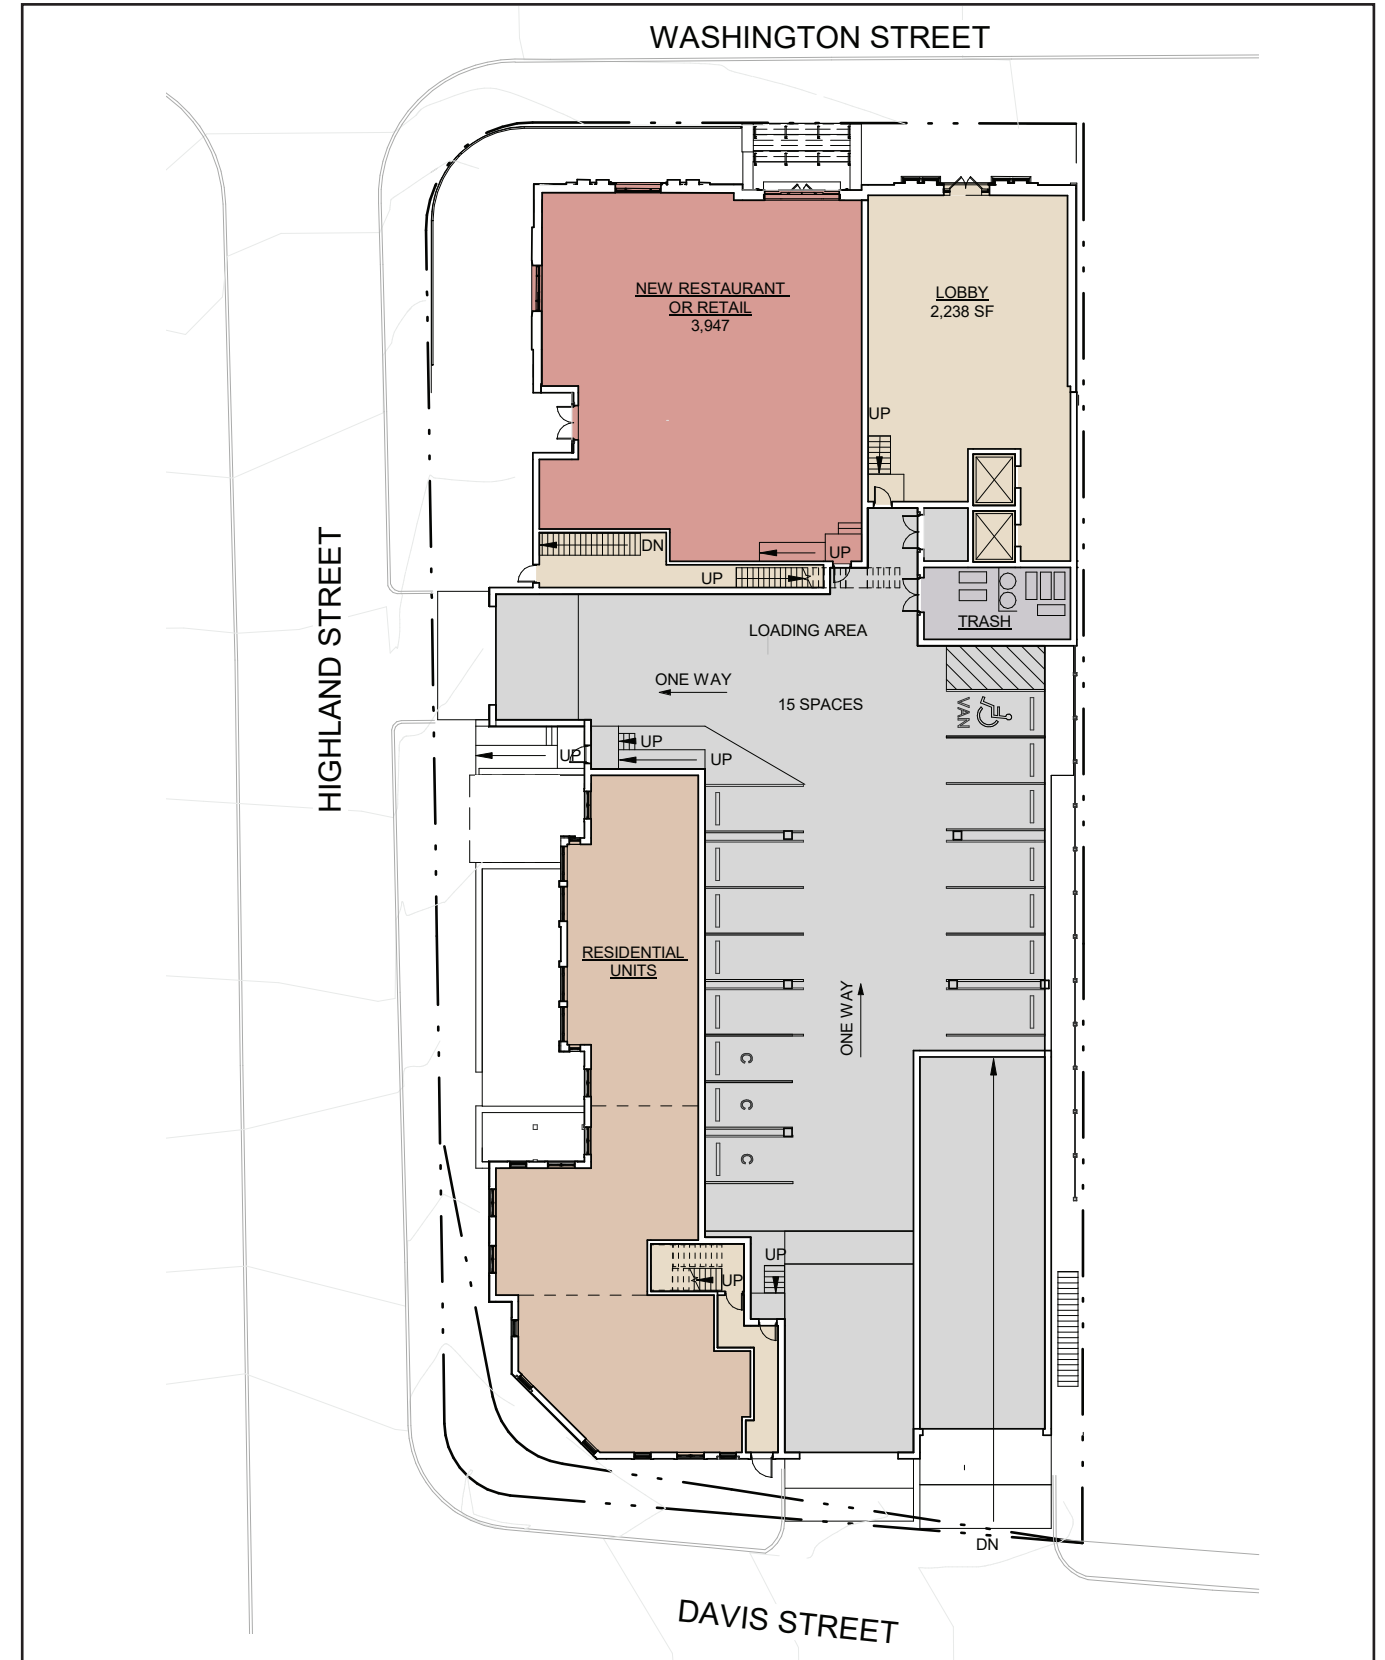 WASHINGTON STREET
NEW RESTAURANT
OR RETAIL
3,947
LOBBY
2,238 SF
UP
DN
UP
UP
TRASH
LOADING AREA
HIGHLAND STREET
ONE WAY
15 SPACES
VAN
UP
UP
UP
RESIDENTIAL
UNITS
ONE WAY
C
C
C
UP
UP
DN
DAVIS STREET